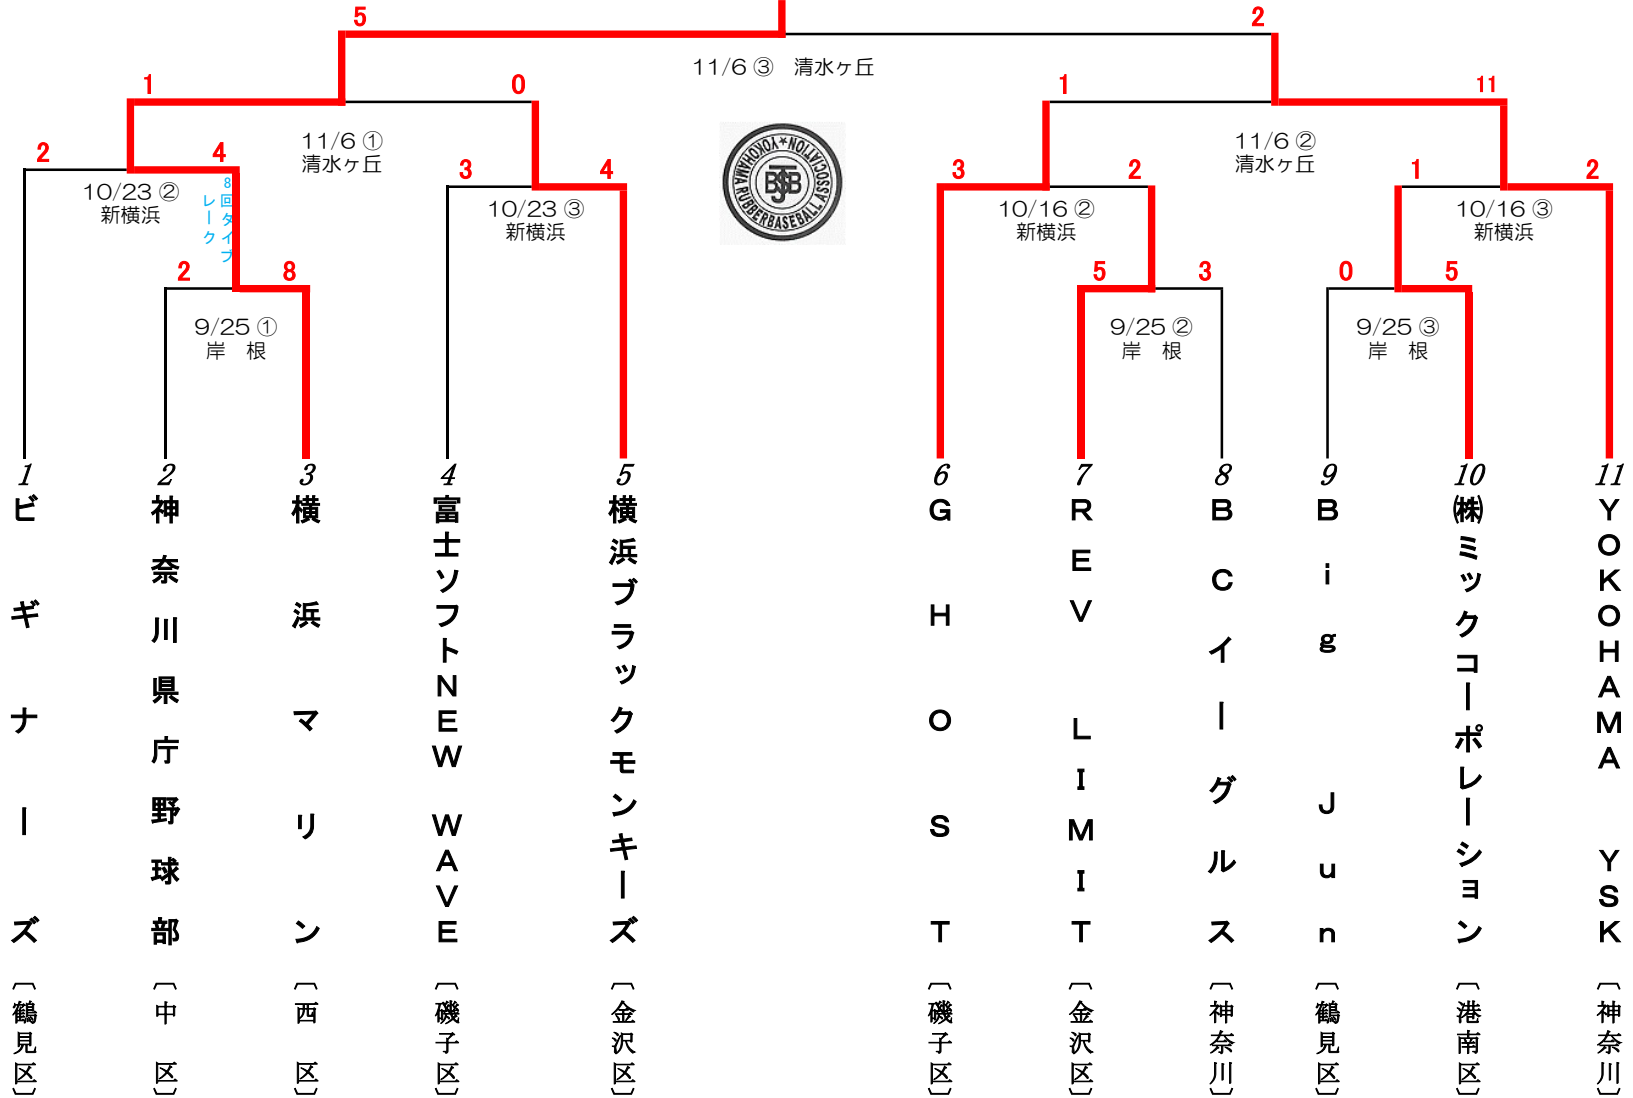 5
2
11/6 ③ 清水ヶ丘
1
0
1
11
11/6 ①
清水ヶ丘
11/6 ②
清水ヶ丘
2
4
3
4
3
2
1
2
8回タイブレーク
10/23 ②
新横浜
10/23 ③
新横浜
10/16 ②
新横浜
10/16 ③
新横浜
YOKOHAMA RUBBERBASEBALL ASSOCIATION
JSBB
2
8
5
3
0
5
9/25 ①
岸 根
9/25 ②
岸 根
9/25 ③
岸 根
1
ビギナーズ
〔鶴見区〕
2
神奈川県庁野球部
〔中 区〕
3
横浜マリン
〔西 区〕
4
富士ソフトNEW WAVE
〔磯子区〕
5
横浜ブラックモンキーズ
〔金沢区〕
6
GHOST
〔磯子区〕
7
REV LIMIT
〔金沢区〕
8
BCイーグルス
〔神奈川〕
9
Big Jun
〔鶴見区〕
10
㈱ミックコーポレーション
〔港南区〕
11
YOKOHAMA YSK
〔神奈川〕